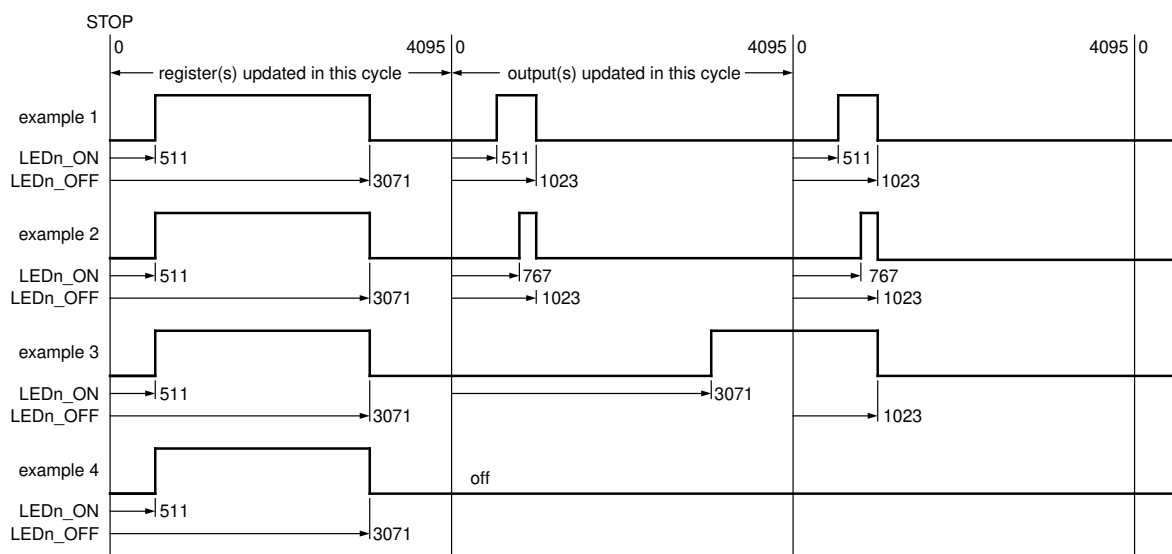 STOP
0 4095 0 4095 0 4095 0
register(s) updated in this cycle output(s) updated in this cycle
example 1
LEDn_ON 511 511 511
LEDn_OFF 3071 1023 1023
example 2
LEDn_ON 511 767 767
LEDn_OFF 3071 1023 1023
example 3
LEDn_ON 511 3071
LEDn_OFF 3071 1023
example 4 off
LEDn_ON 511
LEDn_OFF 3071